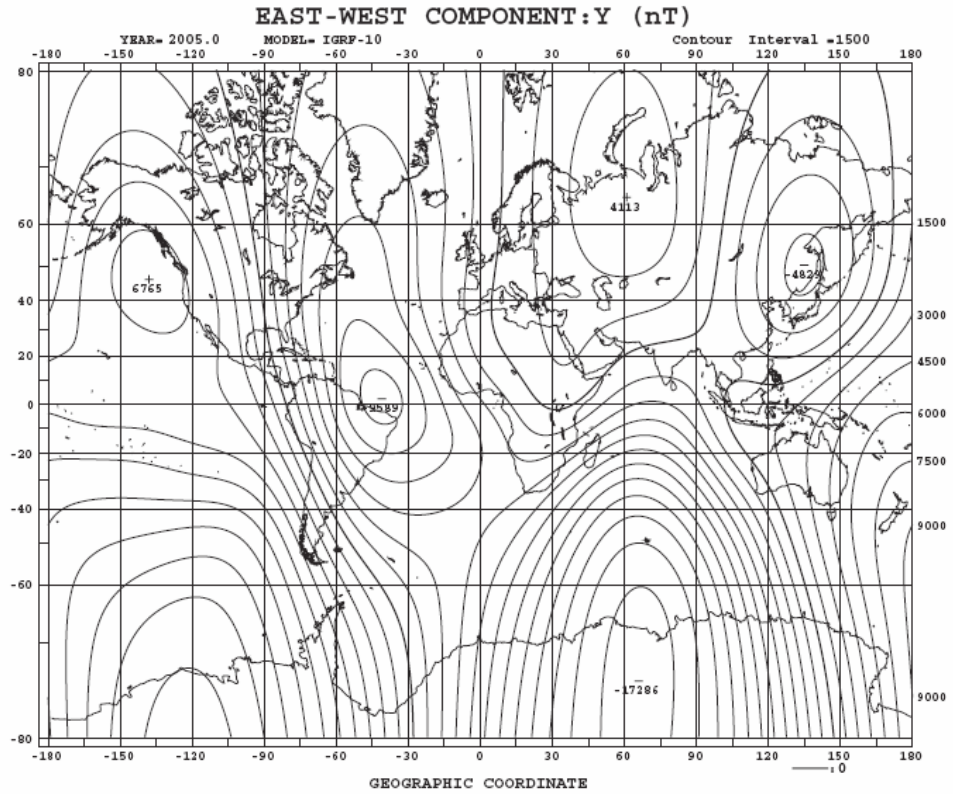 EAST-WEST COMPONENT:Y (nT)
YEAR= 2005.0 MODEL= IGRF-10 Contour Interval =1500
-180 -150 -120 -90 -60 -30 0 30 60 90 120 150 180
80
4113
60 1500
6765 -4829
40 3000
20 4500
0 -9589 6000
-20 7500
-40 9000
-60
-17286 9000
-80
-180 -150 -120 -90 -60 -30 0 30 60 90 120 150 180
:0
GEOGRAPHIC COORDINATE